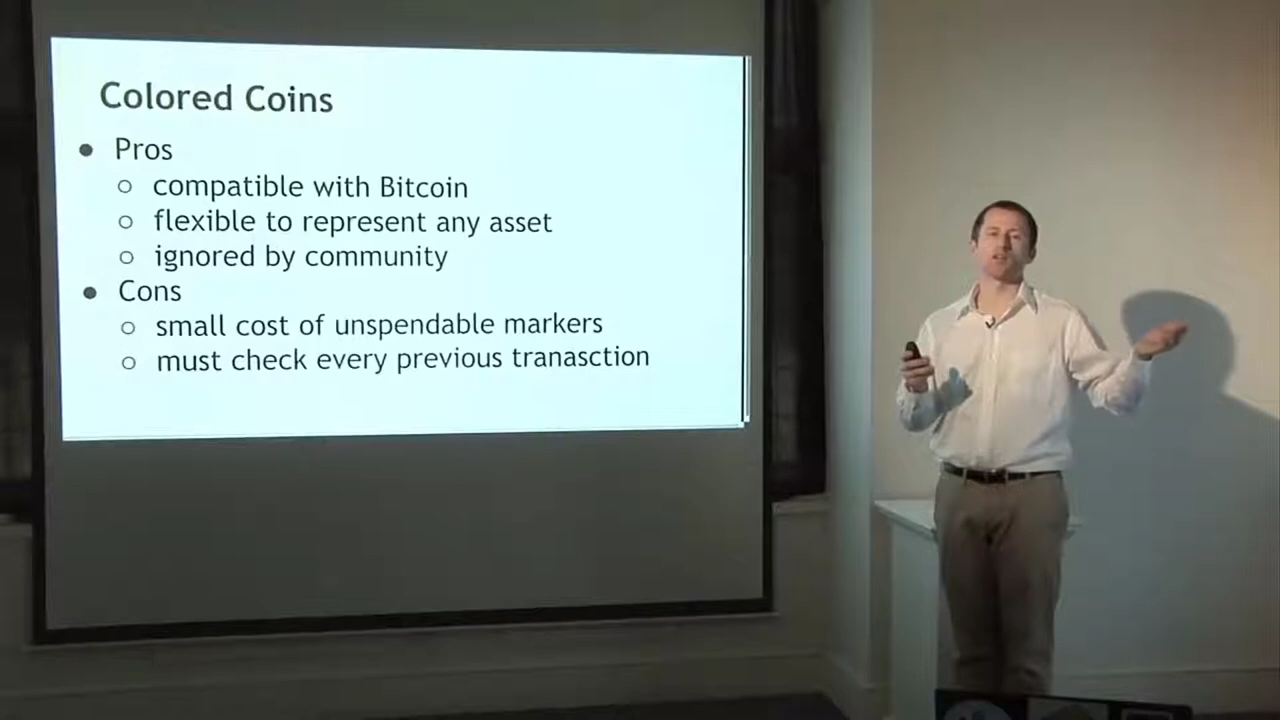 Colored Coins
● Pros
○ compatible with Bitcoin
○ flexible to represent any asset
○ ignored by community
● Cons
○ small cost of unspendable markers
○ must check every previous tranasction